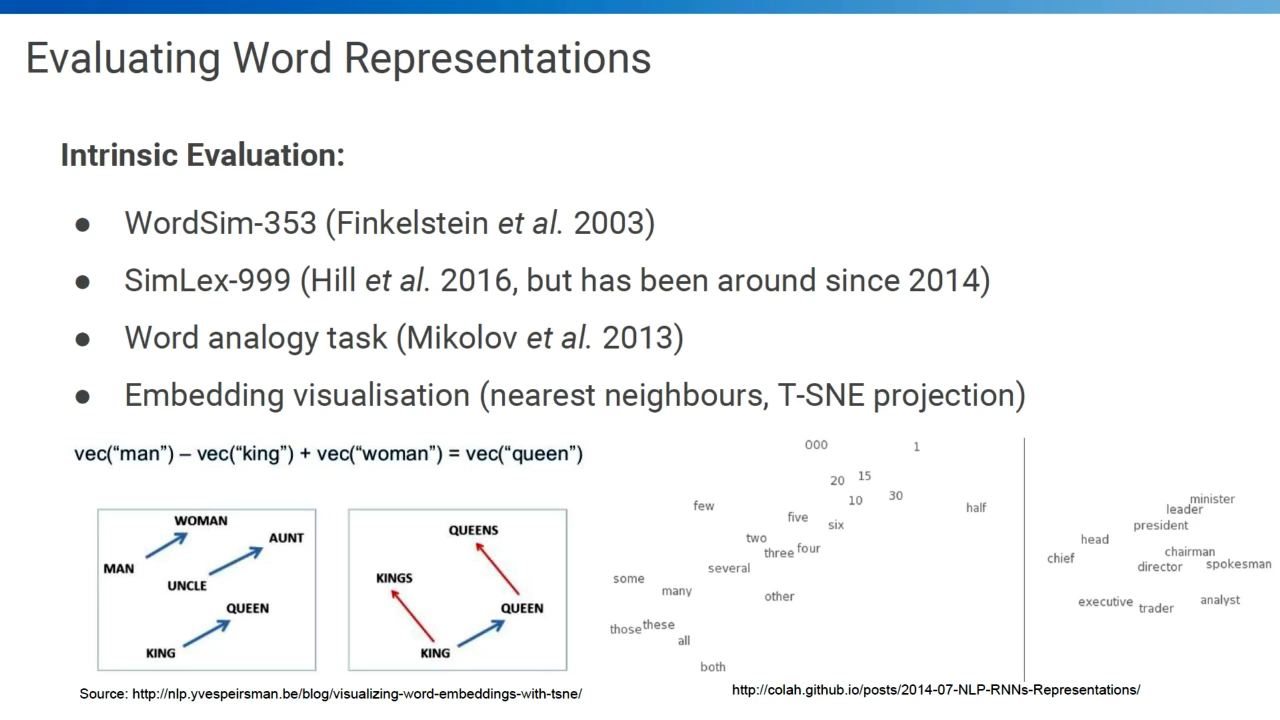 Evaluating Word Representations
Intrinsic Evaluation:
● WordSim-353 (Finkelstein et al. 2003)
● SimLex-999 (Hill et al. 2016, but has been around since 2014)
● Word analogy task (Mikolov et al. 2013)
● Embedding visualisation (nearest neighbours, T-SNE projection)
vec(“man”) – vec(“king”) + vec(“woman”) = vec(“queen”)
WOMAN
AUNT
MAN
UNCLE
QUEEN
KING
QUEENS
KINGS
QUEEN
KING
Source: http://nlp.yvespeirsman.be/blog/visualizing-word-embeddings-with-tsne/
000
1
20
15
10
30
few
half
five
six
two
three
four
several
some
many
other
those
these
all
both
minister
leader
president
head
chairman
chief
director
spokesman
executive
trader
analyst
http://colah.github.io/posts/2014-07-NLP-RNNs-Representations/